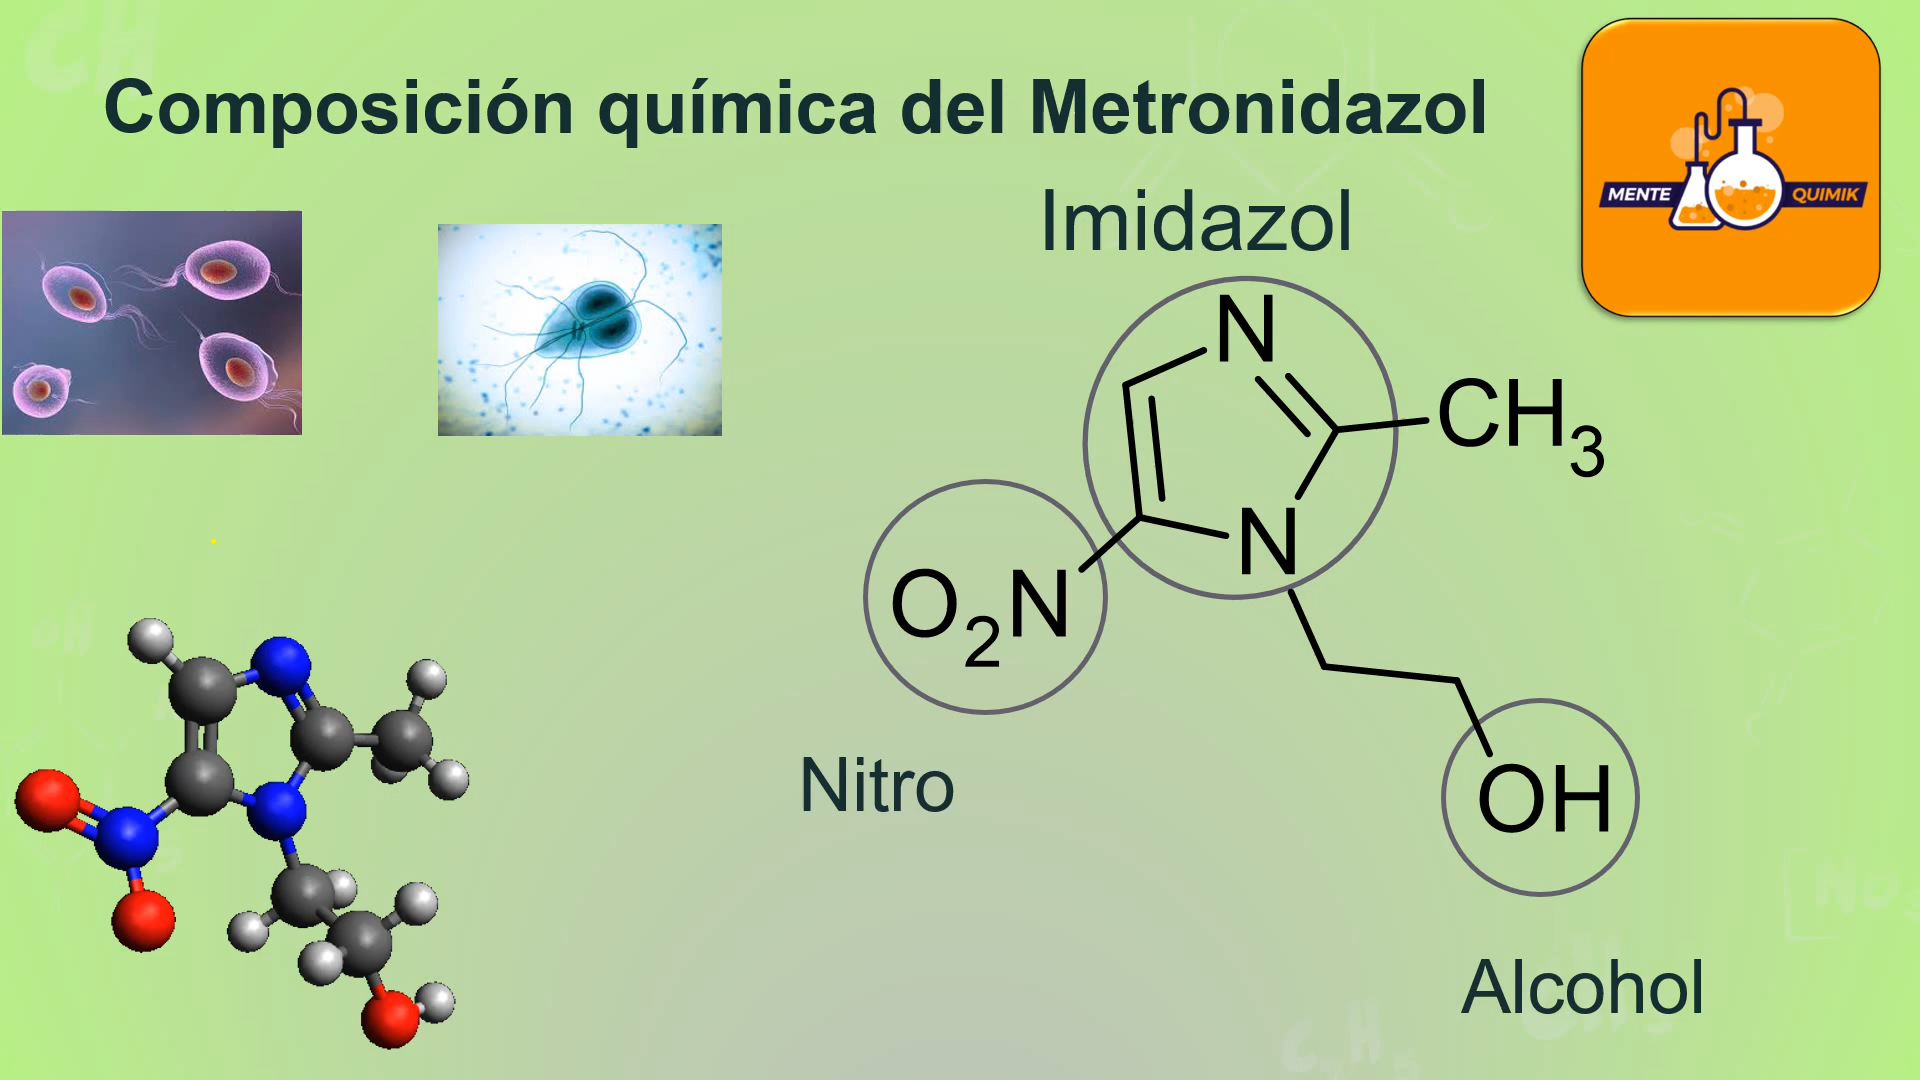 Composición química del Metronidazol
MENTE QUIMIK
Imidazol
N
CH3
N
O2N
Nitro
OH
Alcohol